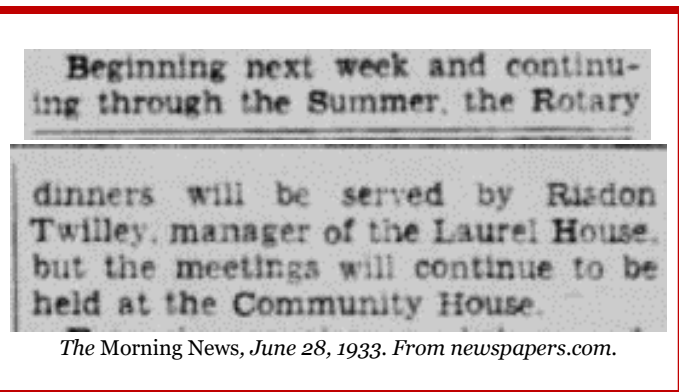 Beginning next week and continu-
ing through the Summer, the Rotary
dinners will be served by Risdon
Twilley, manager of the Laurel House,
but the meetings will continue to be
held at the Community House.
The Morning News, June 28, 1933. From newspapers.com.